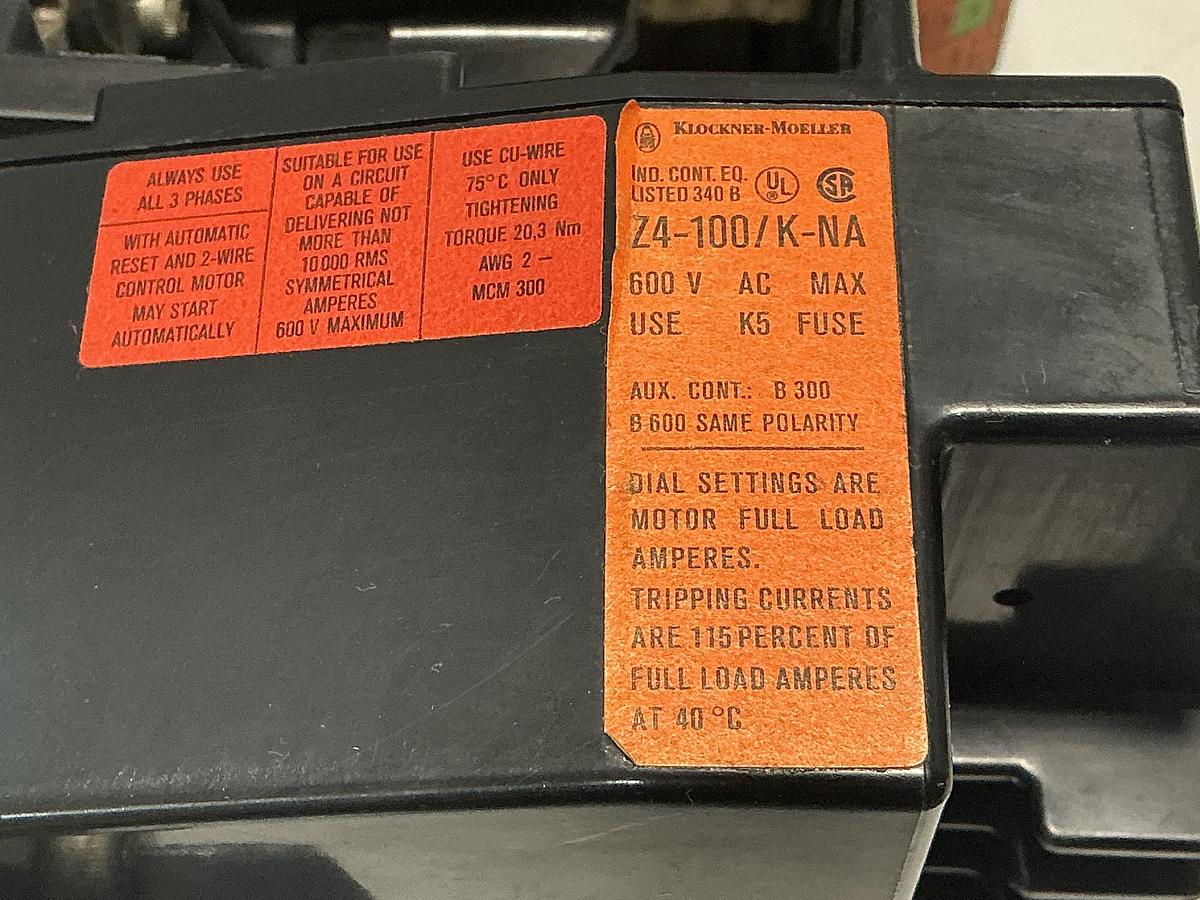 ALWAYS USE
ALL 3 PHASES
WITH AUTOMATIC
RESET AND 2-WIRE
CONTROL MOTOR
MAY START
AUTOMATICALLY
SUITABLE FOR USE
ON A CIRCUIT
CAPABLE OF
DELIVERING NOT
MORE THAN
10000 RMS
SYMMETRICAL
AMPERES
600 V MAXIMUM
USE CU-WIRE
75°C ONLY
TIGHTENING
TORQUE 20,3 Nm
AWG 2 –
MCM 300
KLOCKNER-MOELLER
IND. CONT. EQ.
LISTED 340 B
UL
SA
Z4-100/K-NA
600 V AC MAX
USE K5 FUSE
AUX. CONT.: B 300
B 600 SAME POLARITY
DIAL SETTINGS ARE
MOTOR FULL LOAD
AMPERES.
TRIPPING CURRENTS
ARE 115 PERCENT OF
FULL LOAD AMPERES
AT 40 °C